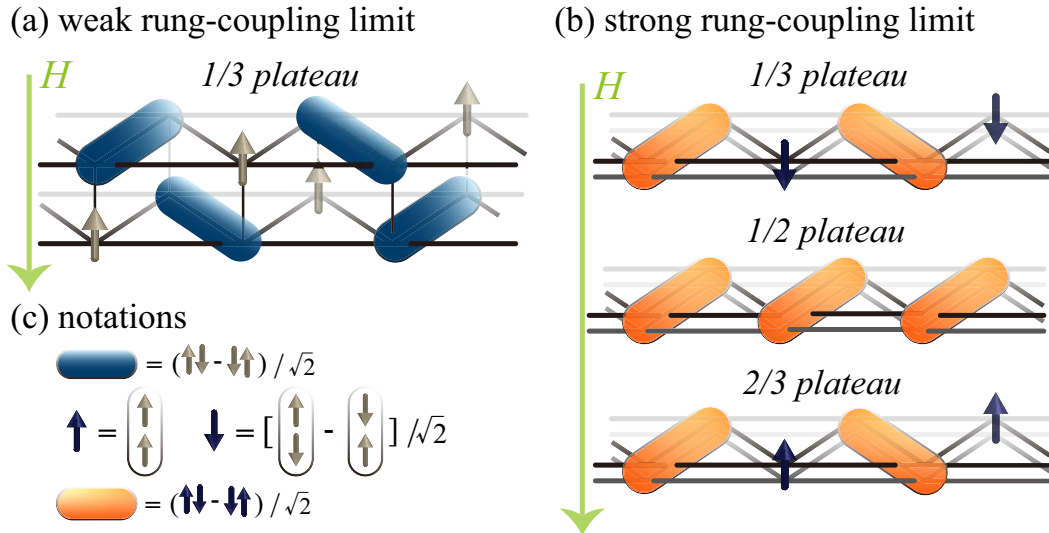 (a) weak rung-coupling limit
H
1/3 plateau
(c) notations
= (↑↓ - ↓↑) / √2
↑ = ↑↑ ↓ = [ ↑↓ - ↓↑ ] /√2
= (↑↓ - ↓↑) / √2
(b) strong rung-coupling limit
H
1/3 plateau
1/2 plateau
2/3 plateau